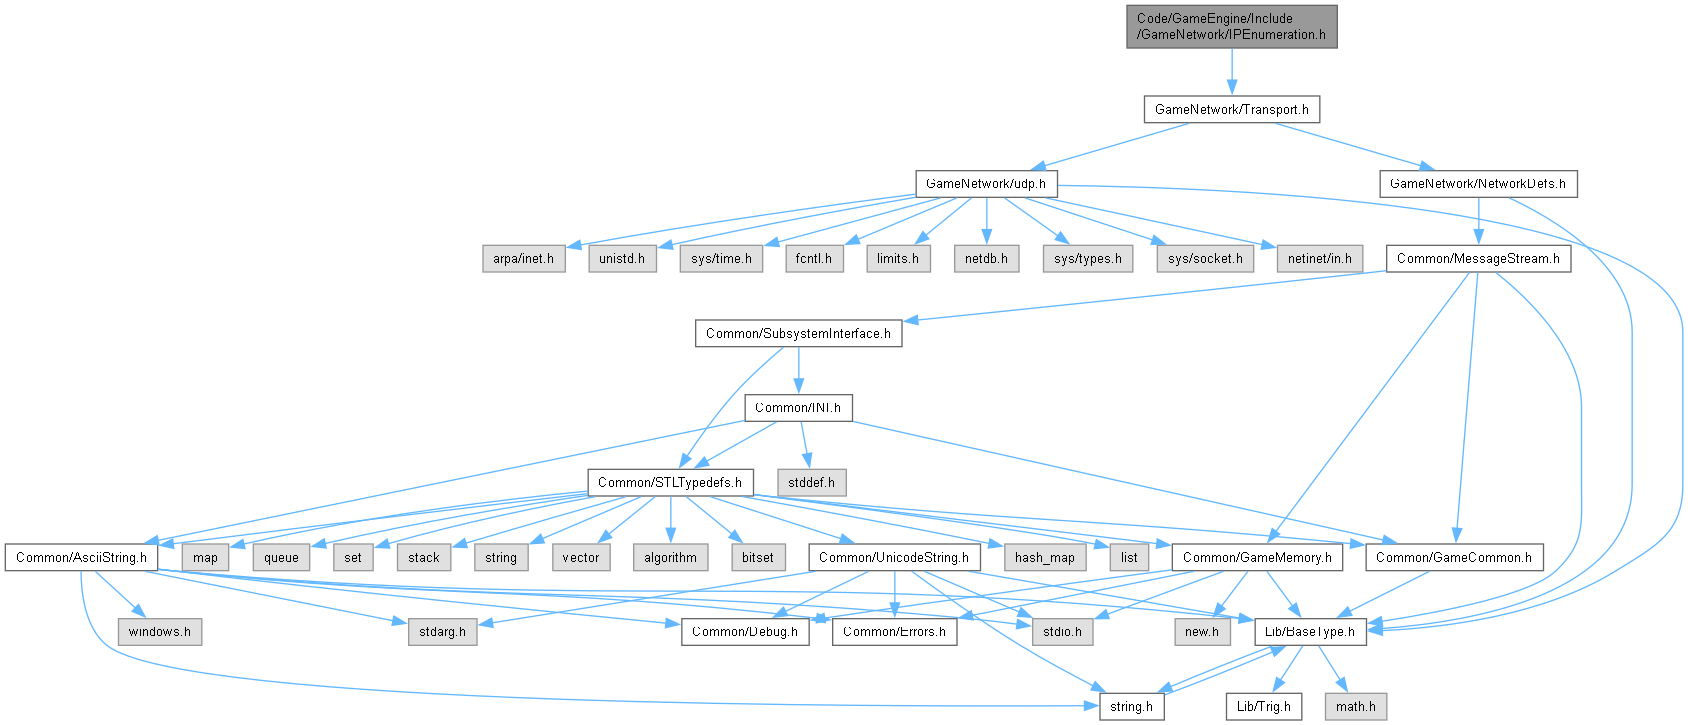 Code/GameEngine/Include
/GameNetwork/IPEnumeration.h
GameNetwork/Transport.h
GameNetwork/udp.h
GameNetwork/NetworkDefs.h
arpa/inet.h
unistd.h
sys/time.h
fcntl.h
limits.h
netdb.h
sys/types.h
sys/socket.h
netinet/in.h
Common/MessageStream.h
Common/SubsystemInterface.h
Common/INI.h
Common/STLTypedefs.h
stddef.h
Common/AsciiString.h
map
queue
set
stack
string
vector
algorithm
bitset
Common/UnicodeString.h
hash_map
list
Common/GameMemory.h
Common/GameCommon.h
windows.h
stdarg.h
Common/Debug.h
Common/Errors.h
stdio.h
new.h
Lib/BaseType.h
string.h
Lib/Trig.h
math.h